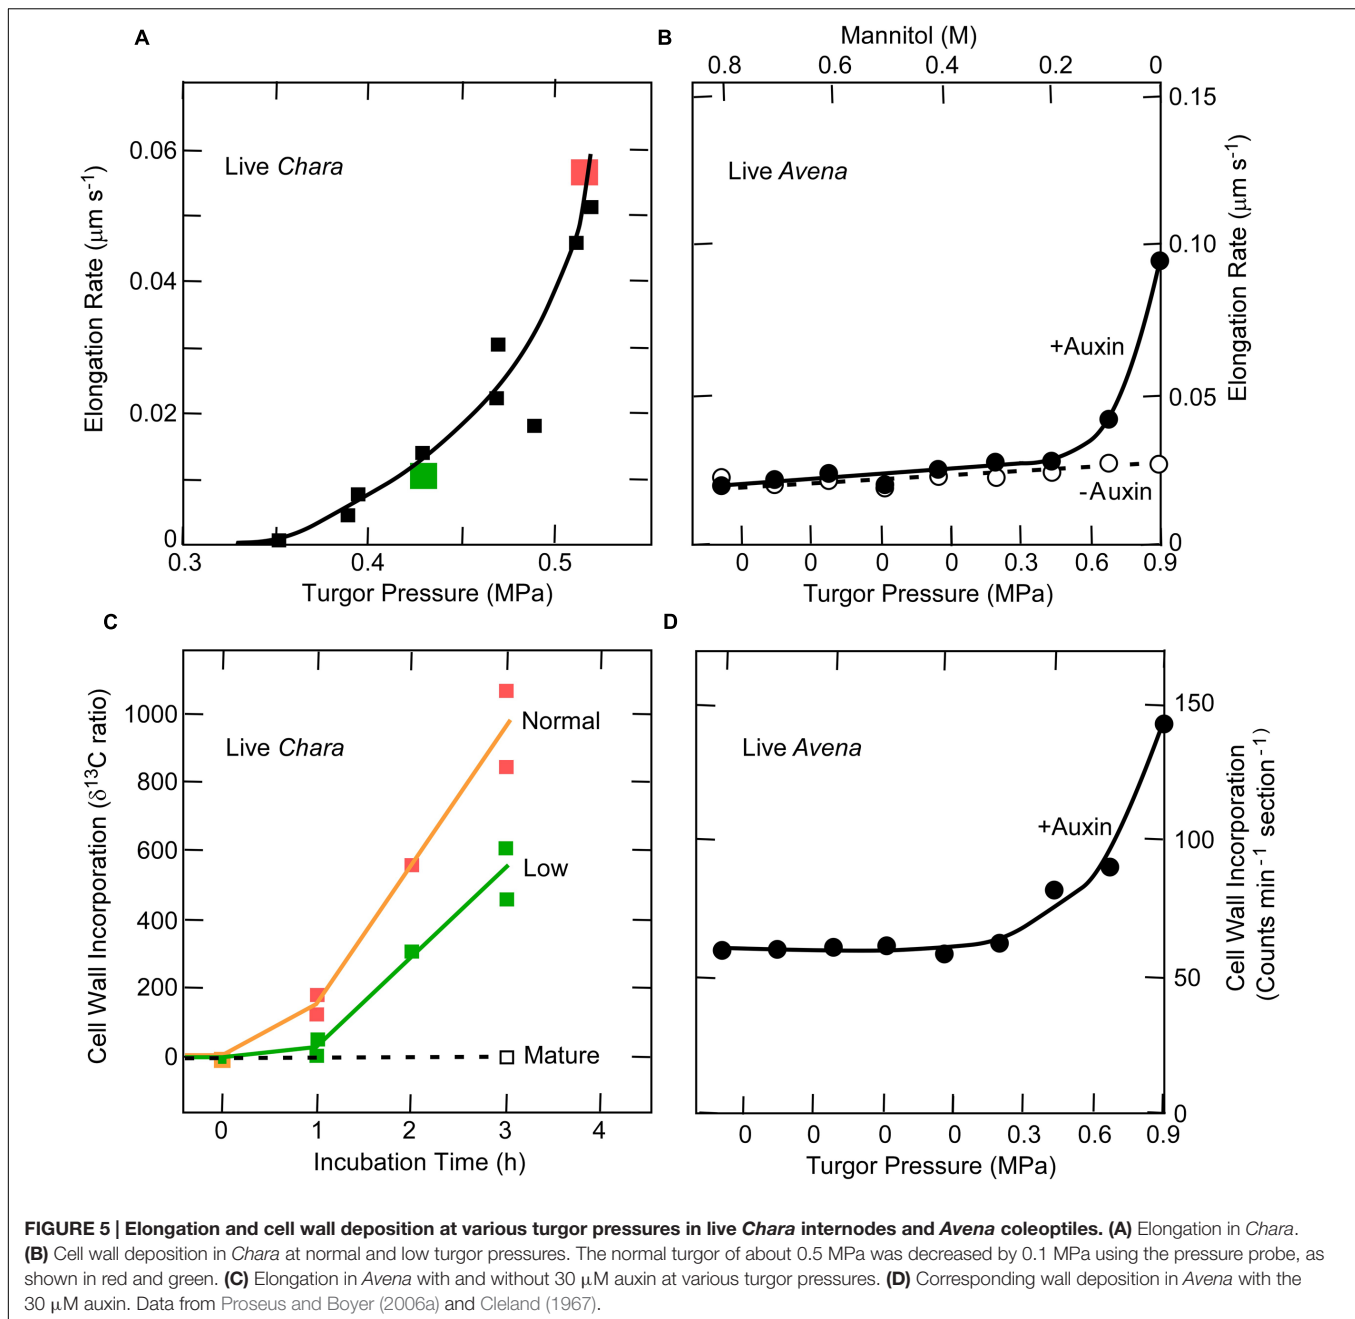 A
Elongation Rate (μm s-1)
0.06
0.04
0.02
0
Live Chara
0.3
0.4
0.5
Turgor Pressure (MPa)
B
Mannitol (M)
0.8
0.6
0.4
0.2
0
Live Avena
+Auxin
-Auxin
0.15
0.10
0.05
0
Elongation Rate (μm s-1)
0
0
0
0
0.3
0.6
0.9
Turgor Pressure (MPa)
C
Cell Wall Incorporation (δ13C ratio)
1000
800
600
400
200
0
Live Chara
Normal
Low
Mature
0
1
2
3
4
Incubation Time (h)
D
Live Avena
+Auxin
150
100
50
0
Cell Wall Incorporation
(Counts min-1 section-1)
0
0
0
0
0.3
0.6
0.9
Turgor Pressure (MPa)
FIGURE 5 | Elongation and cell wall deposition at various turgor pressures in live Chara internodes and Avena coleoptiles. (A) Elongation in Chara.
(B) Cell wall deposition in Chara at normal and low turgor pressures. The normal turgor of about 0.5 MPa was decreased by 0.1 MPa using the pressure probe, as
shown in red and green. (C) Elongation in Avena with and without 30 μM auxin at various turgor pressures. (D) Corresponding wall deposition in Avena with the
30 μM auxin. Data from Proseus and Boyer (2006a) and Cleland (1967).